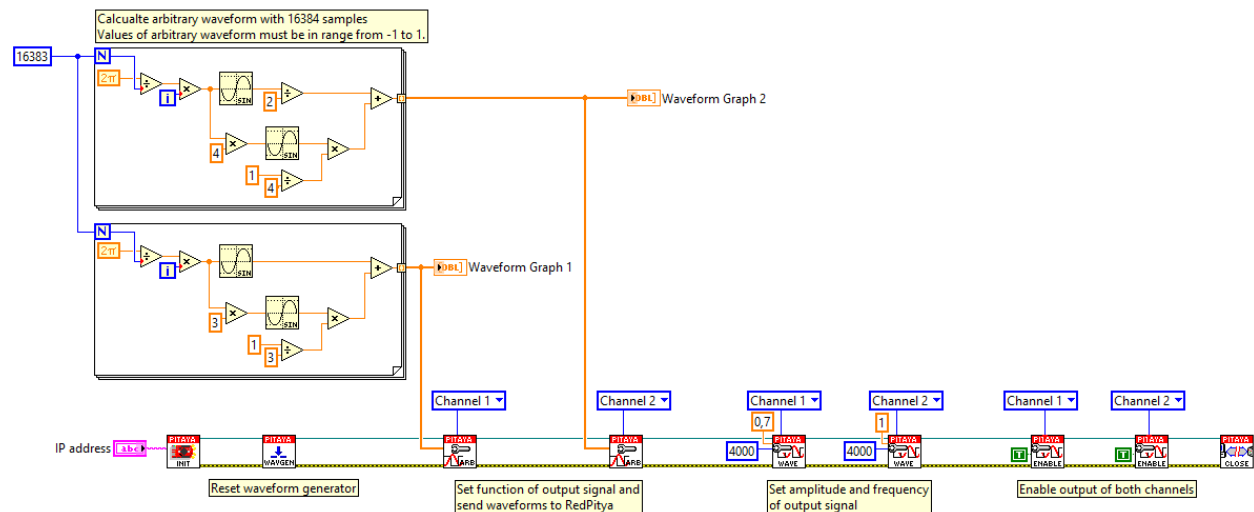 Calcualte arbitrary waveform with 16384 samples
Values of arbitrary waveform must be in range from -1 to 1.
16383
N
2π
÷
×
i
SIN
2
÷
+
DBL]
Waveform Graph 2
4
×
SIN
×
1
4
÷
N
2π
÷
×
i
SIN
+
DBL]
Waveform Graph 1
3
×
SIN
×
1
3
÷
Channel 1
Channel 2
Channel 1
Channel 2
Channel 1
Channel 2
0,7
1
IP address
abc
PITAYA
INIT
PITAYA
WAVGEN
PITAYA
ARB
PITAYA
ARB
4000
PITAYA
WAVE
4000
PITAYA
WAVE
T
PITAYA
ENABLE
T
PITAYA
ENABLE
PITAYA
CLOSE
Reset waveform generator
Set function of output signal and
send waveforms to RedPitya
Set amplitude and frequency
of output signal
Enable output of both channels